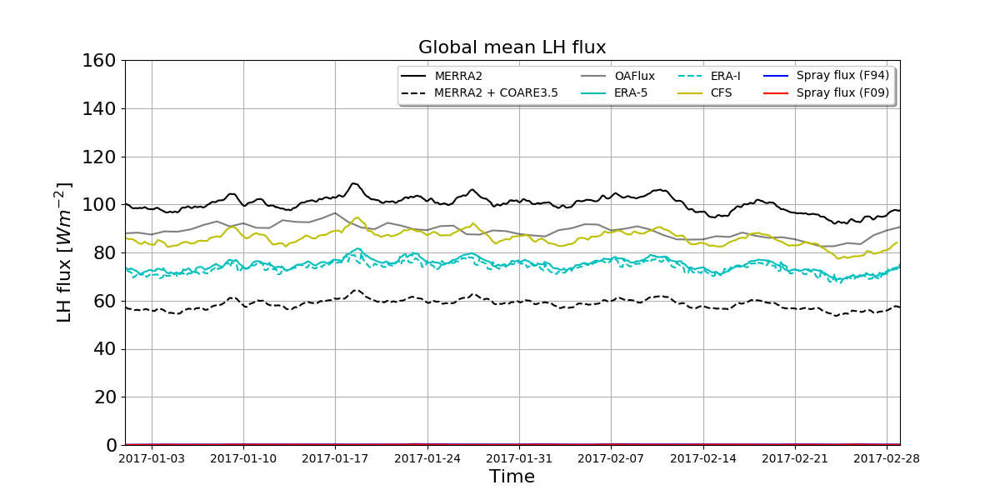 Global mean LH flux
MERRA2
MERRA2 + COARE3.5
OAFlux
ERA-5
ERA-I
CFS
Spray flux (F94)
Spray flux (F09)
LH flux [Wm−2]
160
140
120
100
80
60
40
20
0
2017-01-03 2017-01-10 2017-01-17 2017-01-24 2017-01-31 2017-02-07 2017-02-14 2017-02-21 2017-02-28
Time